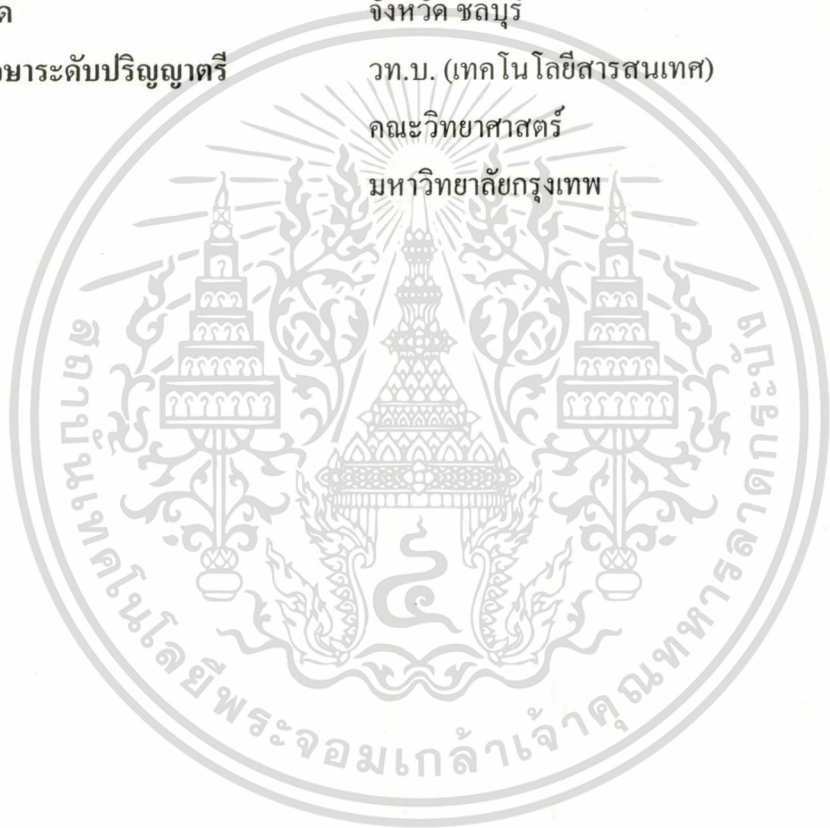 จังหวัด ชลบุรี
ระดับปริญญาตรี วท.บ. (เทคโนโลยีสารสนเทศ)
คณะวิทยาศาสตร์
มหาวิทยาลัยกรุงเทพ
๔
สถาบันเทคโนโลยีพระจอมเกล้าเจ้าคุณทหารลาดกระบัง